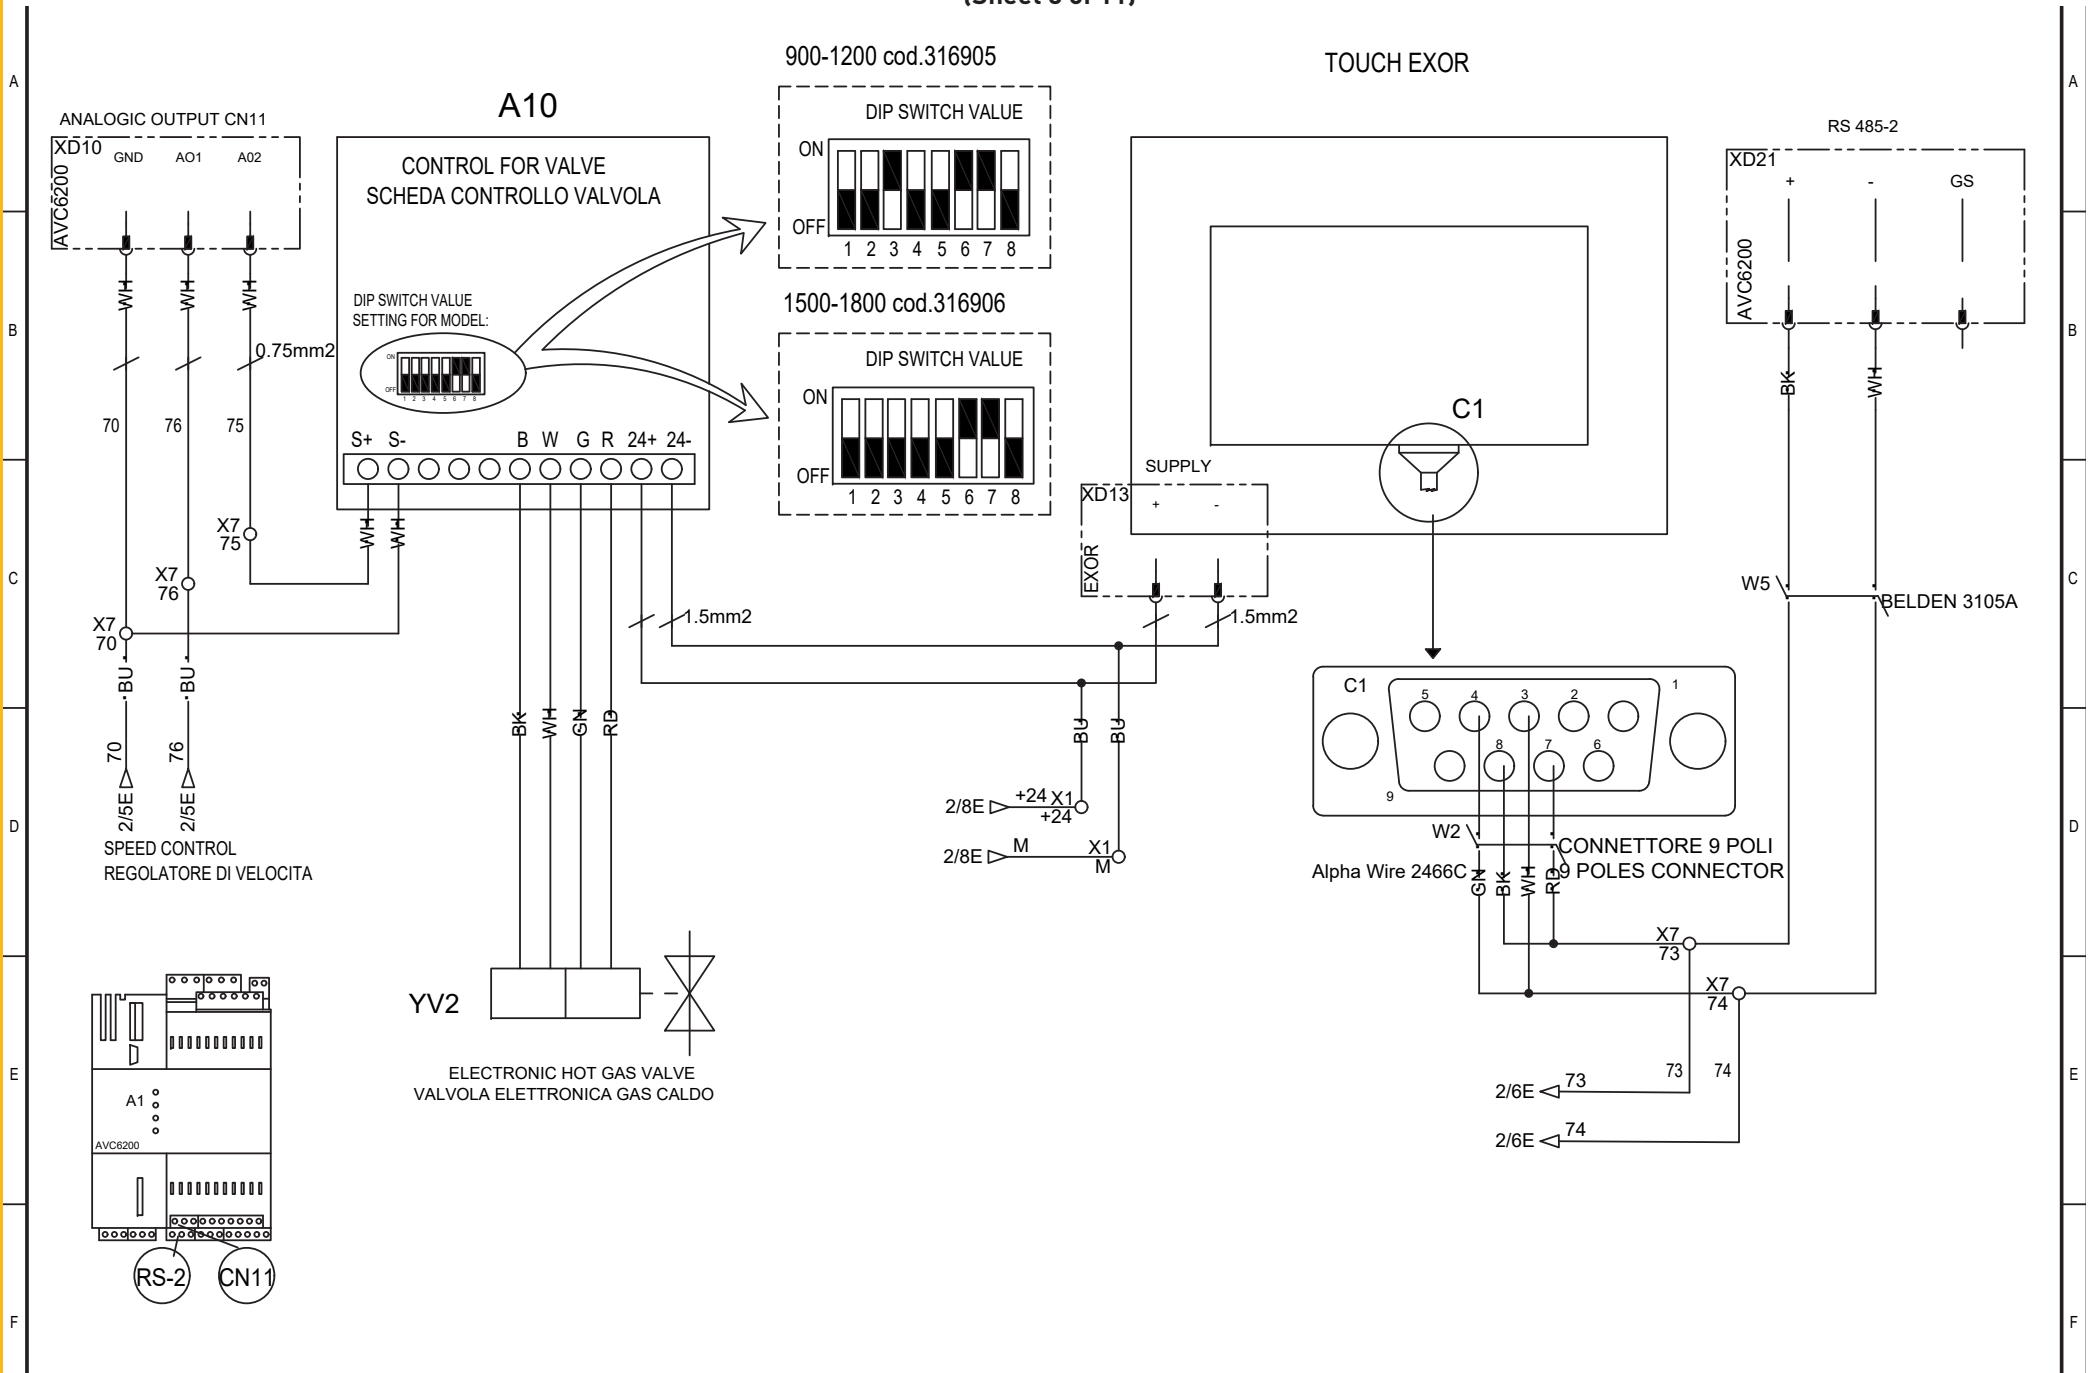 A
B
C
D
E
F
900-1200 cod.316905
DIP SWITCH VALUE
ON
OFF
1 2 3 4 5 6 7 8
1500-1800 cod.316906
DIP SWITCH VALUE
ON
OFF
1 2 3 4 5 6 7 8
A10
CONTROL FOR VALVE
SCHEDA CONTROLLO VALVOLA
DIP SWITCH VALUE
SETTING FOR MODEL:
ON
OFF
1 2 3 4 5 6 7 8
S+ S- B W G R 24+ 24-
WH WH
ANALOGIC OUTPUT CN11
XD10
GND AO1 A02
AVC6200
WH WH WH
0.75mm2
70 76 75
X7
75
X7
76
X7
70
BU BU
70 76
2/5E 2/5E
SPEED CONTROL
REGOLATORE DI VELOCITA
BK WH GN RD
1.5mm2
YV2
ELECTRONIC HOT GAS VALVE
VALVOLA ELETTRONICA GAS CALDO
TOUCH EXOR
C1
SUPPLY
XD13
+ -
EXOR
1.5mm2
BU BU
2/8E +24 X1
+24
2/8E M X1
M
RS 485-2
XD21
+ - GS
AVC6200
BK WH
W5
BELDEN 3105A
C1
5 4 3 2 1
9 8 7 6
W2
CONNETTORE 9 POLI
Alpha Wire 2466C
9 POLES CONNECTOR
GN BK WH RD
X7
73
X7
74
73 74
2/6E 73
2/6E 74
A1
AVC6200
RS-2
CN11
A
B
C
D
E
F